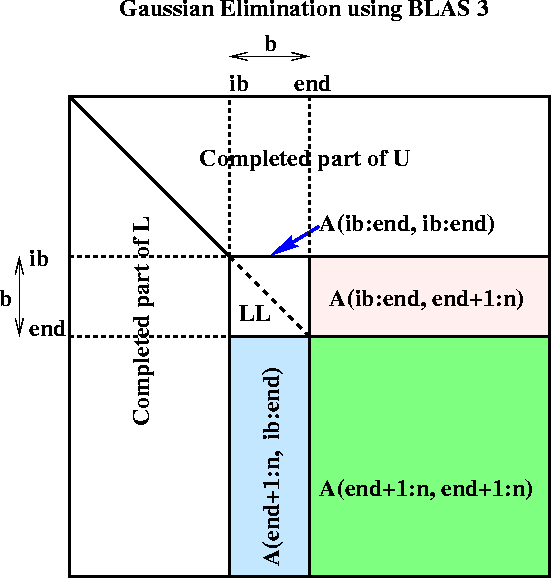 Gaussian Elimination using BLAS 3
b
ib
end
Completed part of U
A(ib:end, ib:end)
ib
b
end
Completed part of L
LL
A(ib:end, end+1:n)
A(end+1:n, ib:end)
A(end+1:n, end+1:n)